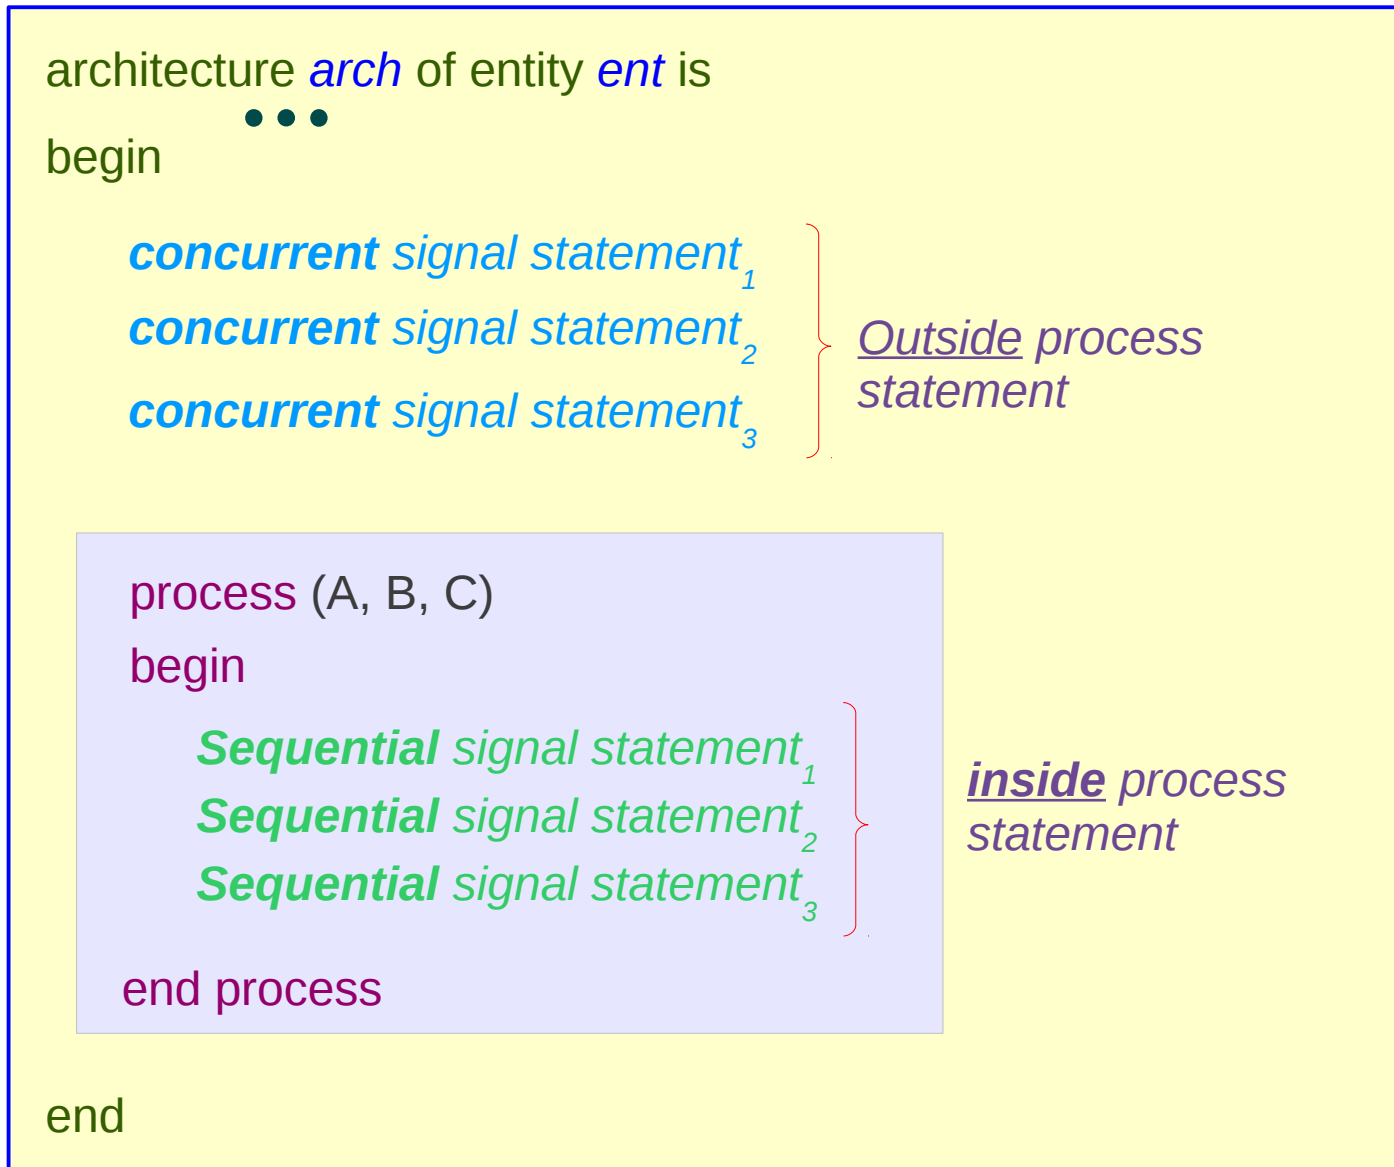 architecture arch of entity ent is
•••
begin
concurrent signal statement1
concurrent signal statement2
concurrent signal statement3
Outside process
statement
process (A, B, C)
begin
Sequential signal statement1
Sequential signal statement2
Sequential signal statement3
inside process
statement
end process
end